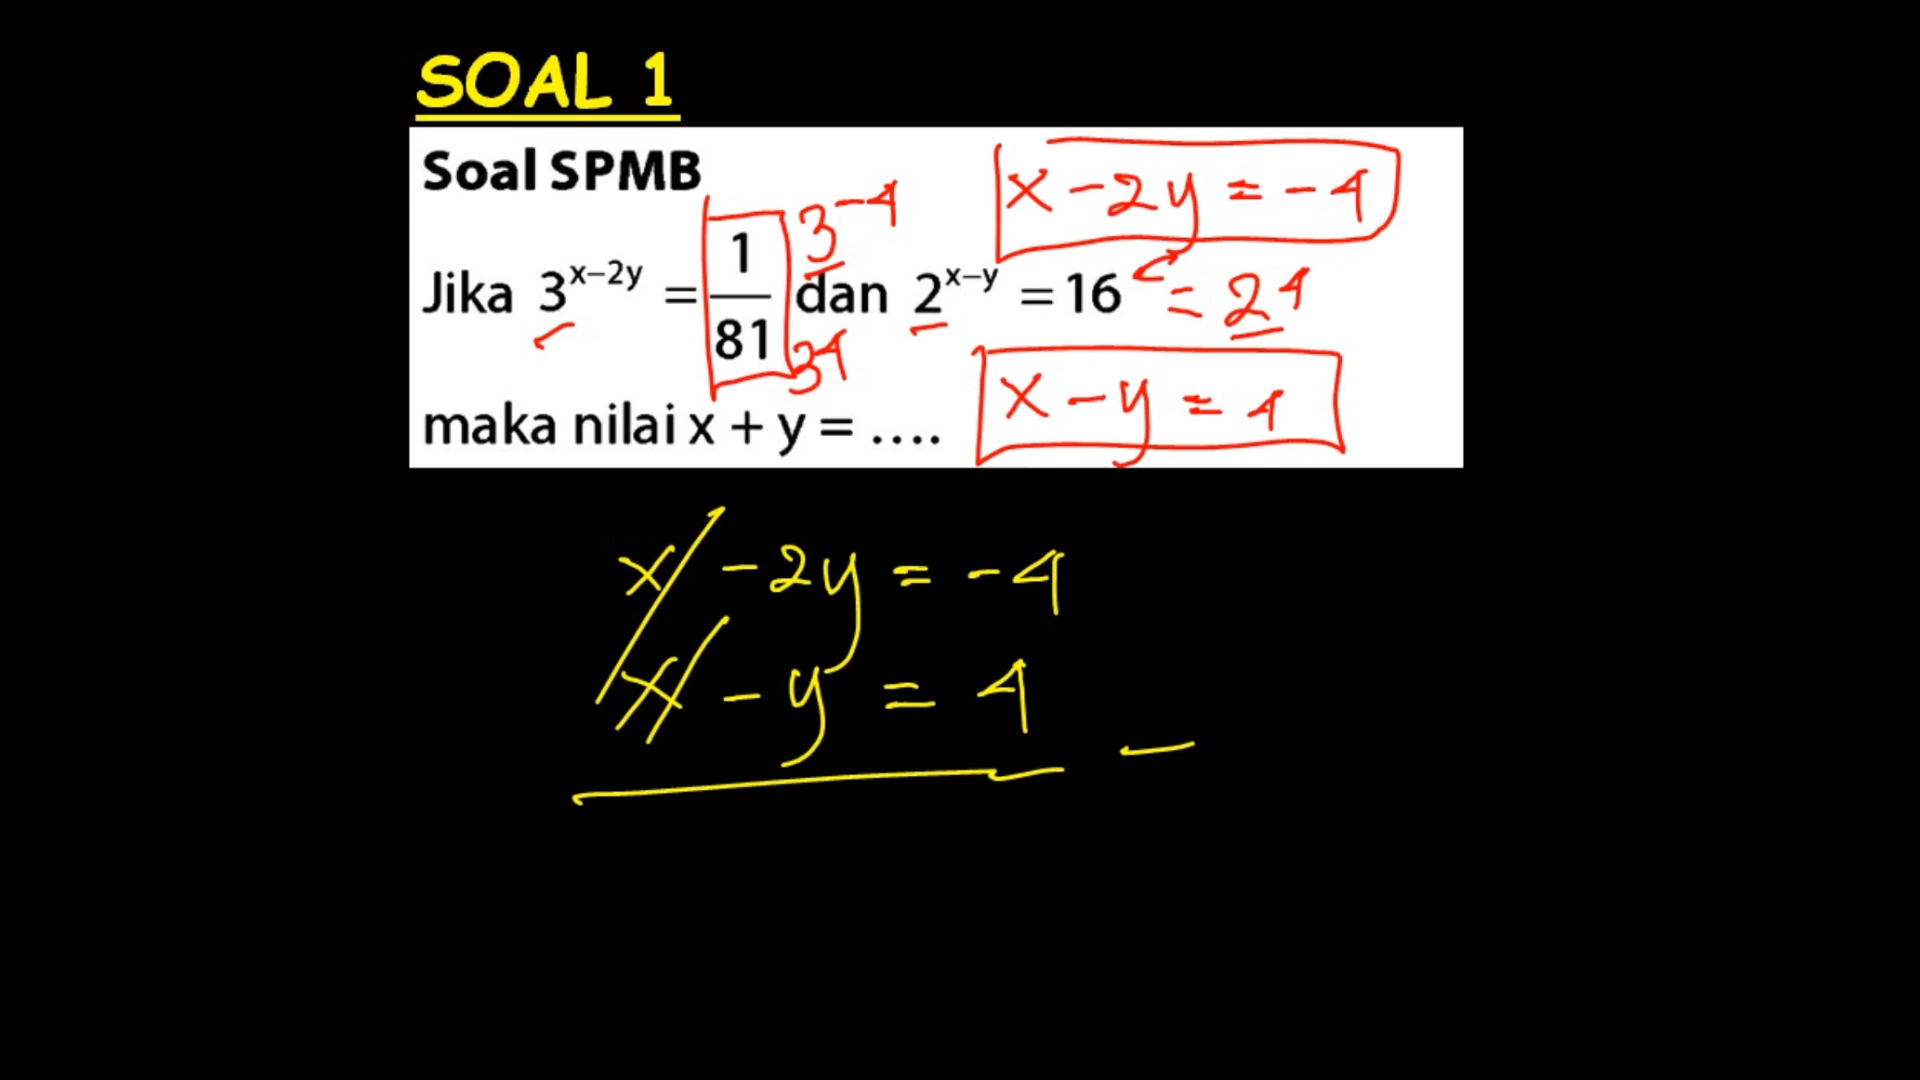 SOAL 1
Soal SPMB
x - 2y = -4
Jika 3^{x-2y} = 1/81 3^{-4} 3^4 dan 2^{x-y} = 16 = 2^4
x - y = 4
maka nilai x + y = ....
x - 2y = -4
x - y = 4 -